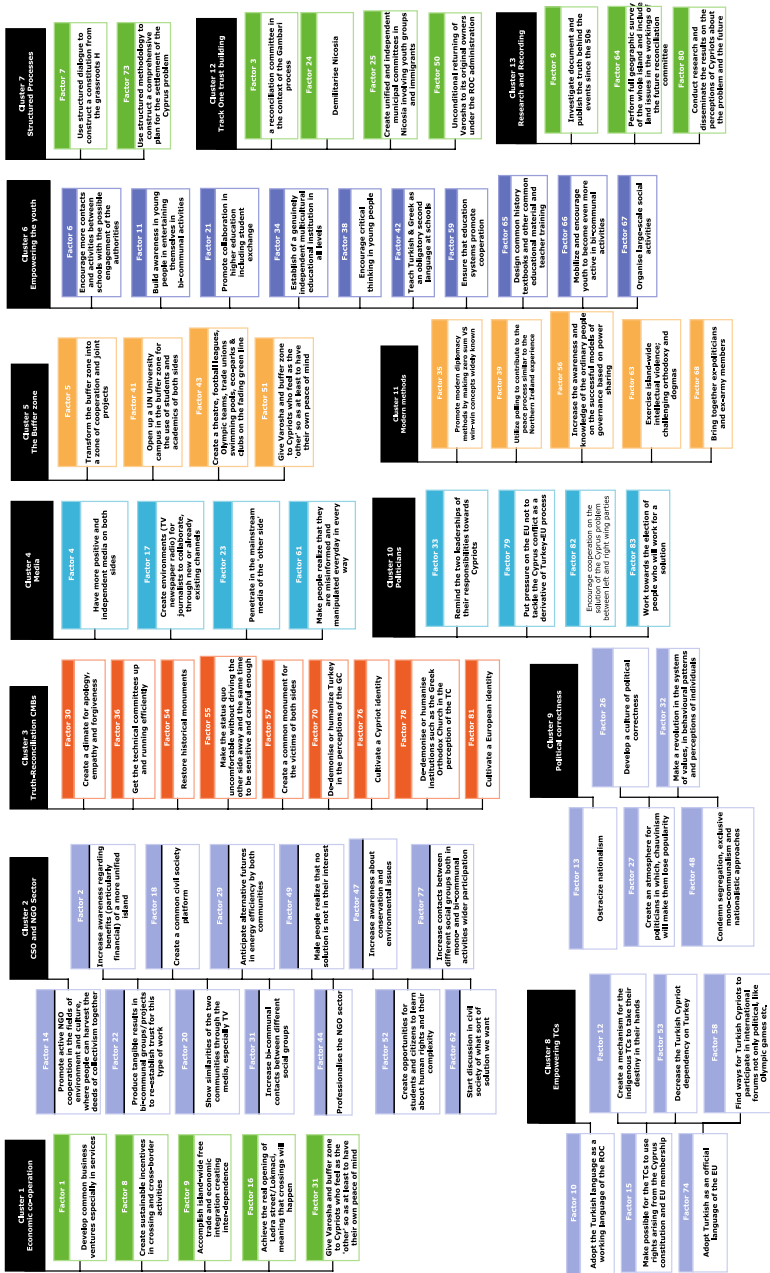 Cluster 1
Economic co-operation
Factor 1
Develop common business
ventures especially in services
Factor 8
Create sustainable incentives
in crossing and cross-border
activities
Factor 9
Accomplish island-wide free
trade and economic
integration creating
inter-dependence
Factor 16
Achieve the real opening of
Ledra street/Lokmaci,
meaning that crossings will
happen
Factor 31
Give Varosha and buffer zone
to Cypriots who feel as the
'other' so as at least to have
their own peace of mind
Cluster 2
CSO and NGO Sector
Factor 14
Promote active NGO
cooperation in the fields of
environment and culture,
where people can harvest the
deeds of collectivism together
Factor 22
Produce tangible results in
bi-communal groups/projects
to re-establish trust for this
type of work
Factor 20
Show similarities of the two
communities through the
media, especially TV
Factor 31
Increase bi-communal
contacts between different
social groups
Factor 44
Professionalise the NGO sector
Factor 52
Create opportunities for
students and citizens to learn
about human rights and their
complexity
Factor 62
Start discussion in civil
society of what sort of
solution we want
Factor 2
Increase awareness regarding
benefits (particularly
financial) of a more unified
island
Factor 18
Create a common civil society
platform
Factor 29
Anticipate alternative futures
in energy efficiency by both
communities
Factor 49
Make people realize that no
solution is not in their interest
Factor 47
Increase awareness about
conservation and
environmental issues
Factor 77
Increase contacts between
different social groups both in
mono- and bi-communal
activities wider participation
Cluster 3
Truth-Reconciliation CMBs
Factor 30
Create a climate for apology,
empathy and forgiveness
Factor 36
Get the technical committees up
and running efficiently
Factor 54
Restore historical monuments
Factor 55
Make the status quo
uncomfortable without driving the
other side away and the same time
to be sensitive and careful enough
Factor 57
Create a common monument for
the victims of both sides
Factor 70
De-demonise or humanize Turkey
in the perceptions of the GC
Factor 76
Cultivate a Cypriot identity
Factor 78
De-demonise or humanise
institutions such as the Greek
Orthodox Church in the
perception of the TC
Factor 81
Cultivate a European identity
Cluster 4
Media
Factor 4
Have more positive and
independent media on both
sides
Factor 17
Create environments (TV
newspaper radio) for
journalists to collaborate,
through new or already
existing channels
Factor 23
Penetrate in the mainstream
media of the 'other side'
Factor 61
Make people realize that they
are misinformed and
manipulated everyday in every
way
Cluster 5
The Buffer zone
Factor 5
Transform the buffer zone into
a zone of cooperation and joint
projects
Factor 41
Open up a UN University
campus in the buffer zone for
the use of students and
academics of both sides
Factor 43
Create a theatre, football leagues,
Olympic teams, trade unions
swimming pools, eco-parks &
clubs on the fading green line
Factor 51
Give Varosha and buffer zone
to Cypriots who feel as the
'other' so as at least to have
their own peace of mind
Cluster 6
Empowering the youth
Factor 6
Encourage more contacts
and activities between
schools with the possible
engagement of the
authorities
Factor 11
Build awareness in young
people in entertaining
themselves in
bi-communal activities
Factor 21
Promote collaboration in
higher education
including student
exchange
Factor 34
Establish of a genuinely
independent multicultural
educational institution in
all levels
Factor 38
Encourage critical
thinking in young people
Factor 42
Teach Turkish & Greek as
an obligatory second
language at schools
Factor 59
Ensure that education
systems promote
cooperation
Factor 65
Design common history
textbooks and other common
educational material and
teacher training
Factor 66
Mobilize and encourage
youth to become even more
active in bi-communal
activities
Factor 67
Organise large-scale social
activities
Cluster 7
Structured Processes
Factor 7
Use structured dialogue to
construct a constitution from
the grassroots H
Factor 73
Use structured methodology to
construct a comprehensive
plan for the settlement of the
Cyprus problem
Cluster 8
Empowering TCs
Factor 10
Adopt the Turkish language as a
working language of the ROC
Factor 15
Make possible for the TCs to use
rights arising from the Cyprus
constitution and EU membership
Factor 74
Adopt Turkish as an official
language of the EU
Factor 12
Create a mechanism for the
indigenous TCs to take their
destiny in their hands
Factor 53
Decrease the Turkish Cypriot
dependency on Turkey
Factor 58
Find ways for Turkish Cypriots to
participate in international
forums not only political, like
Olympic games etc,
Cluster 9
Political correctness
Factor 13
Ostracize nationalism
Factor 27
Create an atmosphere for
politicians in which, chauvinism
will make them lose popularity
Factor 48
Condemn segregation, exclusive
mono-communalism and
nationalistic approaches
Factor 26
Develop a culture of political
correctness
Factor 32
Make a revolution in the system
of values, in behavioural patterns
and perceptions of individuals
Cluster 10
Politicians
Factor 33
Remind the two leaderships of
their responsibilities towards
Cypriots
Factor 79
Put pressure on the EU not to
tackle the Cyprus conflict as a
derivative of Turkey-EU process
Factor 82
Encourage cooperation on the
solution of the Cyprus problem
between left and right wing parties
Factor 83
Work towards the election of
people who will work for a
solution
Cluster 11
Modern methods
Factor 35
Promote modern diplomacy
methods by making zero sum VS
win-win concepts widely known
Factor 39
Utilize polling to contribute to the
peace process similar to the
Northern Ireland experience
Factor 56
Increase the awareness and
knowledge of the ordinary people
on the successful models of
governance based on power
sharing
Factor 63
Exercise island-wide
intellectual violence;
challenging orthodoxy and
dogmas
Factor 68
Bring together ex-politicians
and ex-army members
Cluster 12
Track One trust building
Factor 3
a reconciliation committee in
the context of the Gambari
process
Factor 24
Demilitarise Nicosia
Factor 25
Create unified and independent
municipal committees in
Nicosia involving youth groups
and immigrants
Factor 50
Unconditional returning of
Varosha to its original owners
under the ROC administration
Cluster 13
Research and Recording
Factor 9
Investigate document and
publish the truth behind the
events since the 50s
Factor 64
Perform full geographic survey
of the whole island and include
land issues in the workings of
the future reconciliation
committee
Factor 80
Conduct research and
disseminate the results on the
perceptions of Cypriots about
the problem and the future